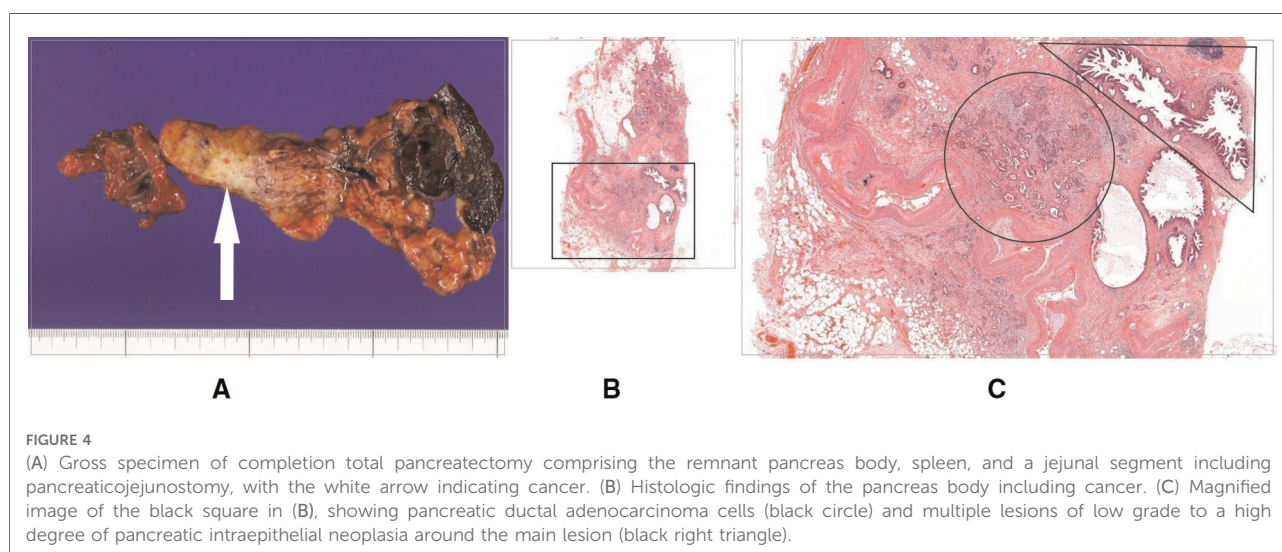 A
B
C
FIGURE 4
(A) Gross specimen of completion total pancreatectomy comprising the remnant pancreas body, spleen, and a jejunal segment including
pancreaticojejunostomy, with the white arrow indicating cancer. (B) Histologic findings of the pancreas body including cancer. (C) Magnified
image of the black square in (B), showing pancreatic ductal adenocarcinoma cells (black circle) and multiple lesions of low grade to a high
degree of pancreatic intraepithelial neoplasia around the main lesion (black right triangle).